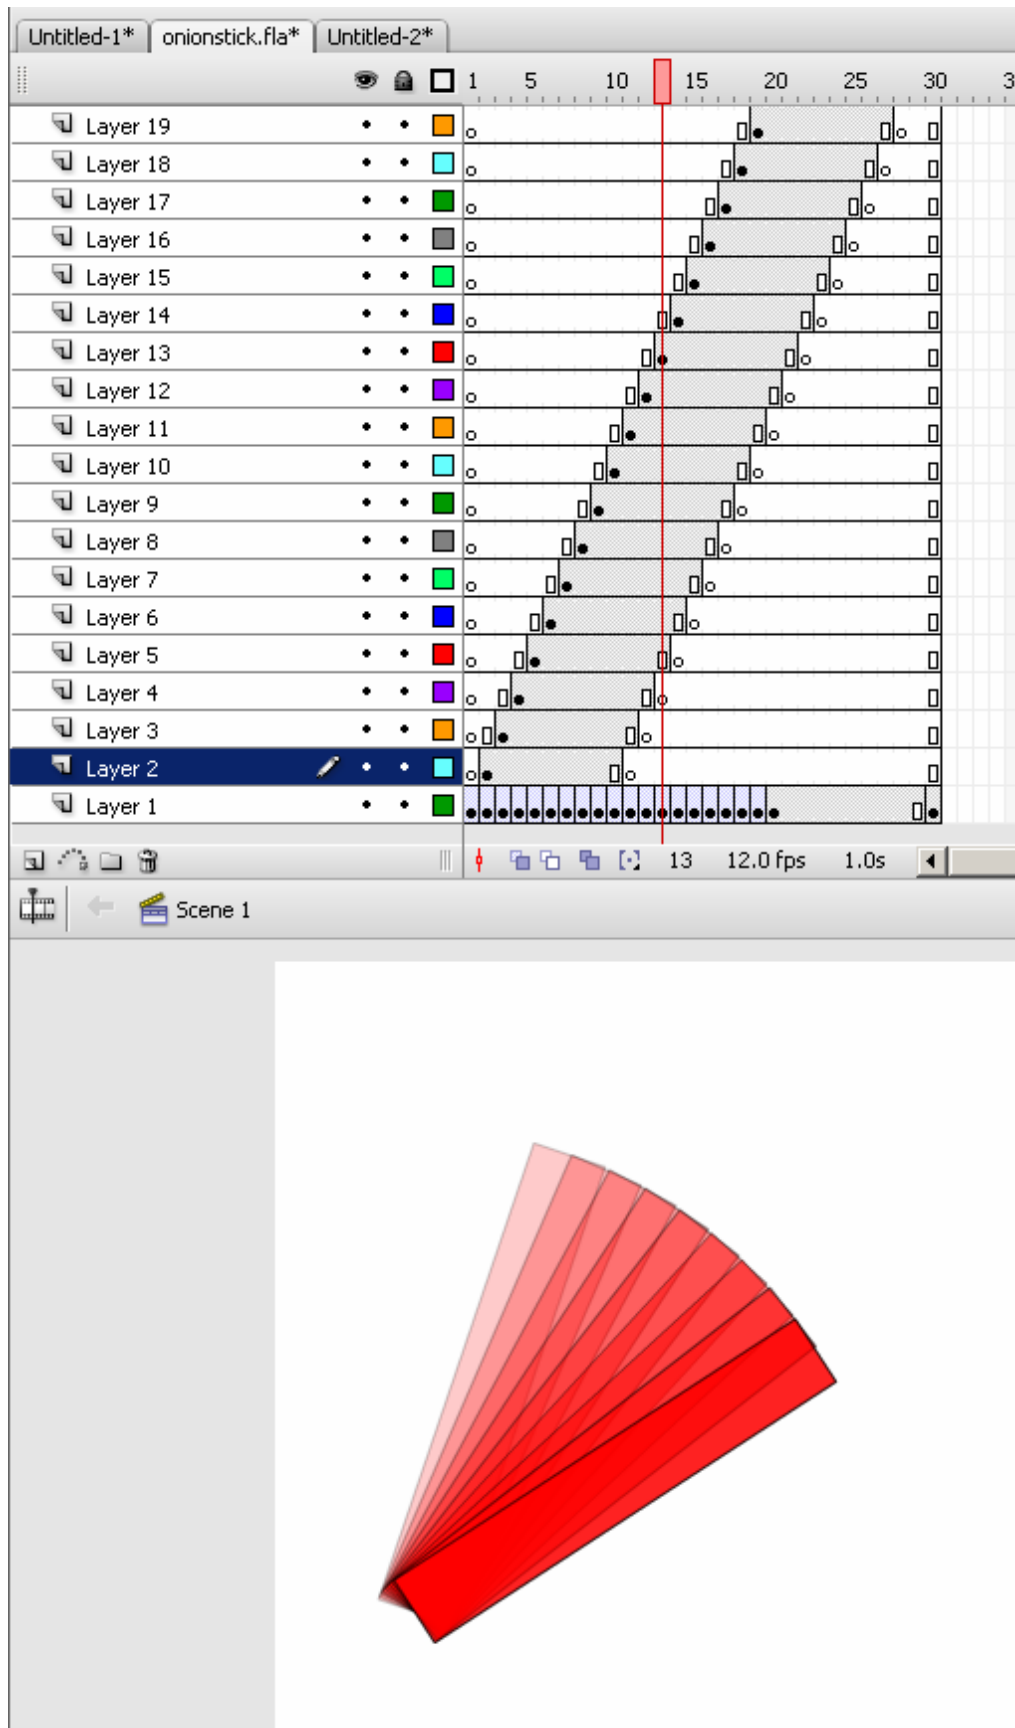 Untitled-1* onionstick.fla* Untitled-2*
1 5 10 15 20 25 30 3
Layer 19
Layer 18
Layer 17
Layer 16
Layer 15
Layer 14
Layer 13
Layer 12
Layer 11
Layer 10
Layer 9
Layer 8
Layer 7
Layer 6
Layer 5
Layer 4
Layer 3
Layer 2
Layer 1
13 12.0 fps 1.0s
Scene 1